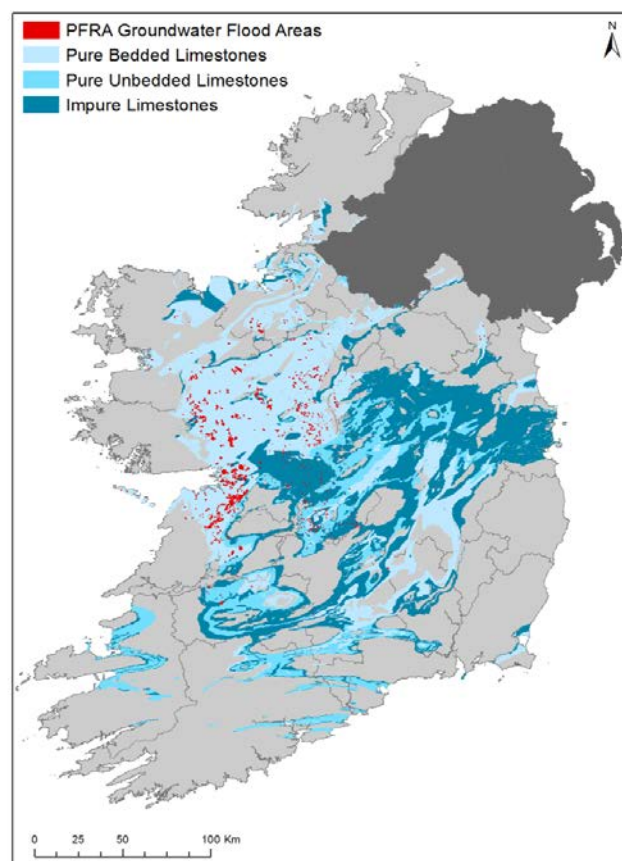 PFRA Groundwater Flood Areas
Pure Bedded Limestones
Pure Unbedded Limestones
Impure Limestones
N
0 25 50 100 Km